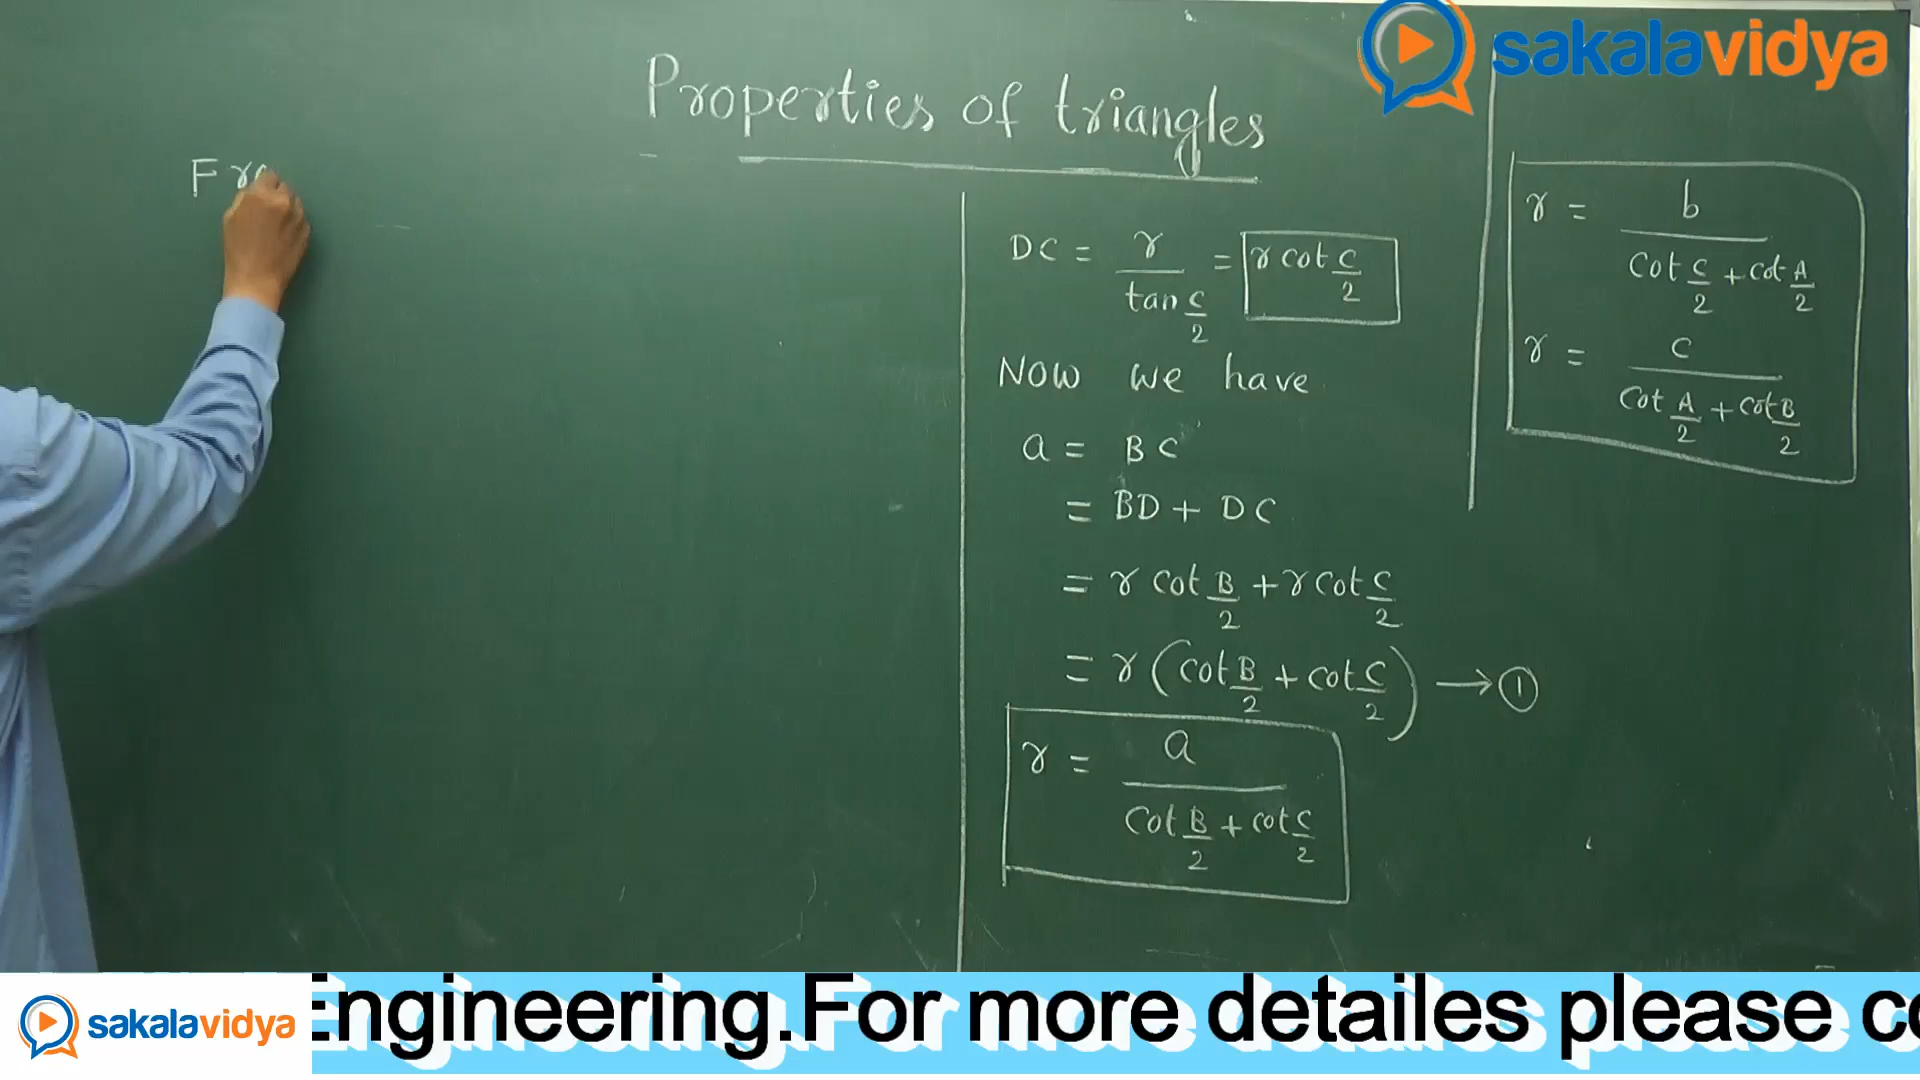 sakalavidya
Properties of triangles
Fro
DC = r / tan C/2 = r cot C/2
Now we have
a = BC
= BD + DC
= r cot B/2 + r cot C/2
= r (cot B/2 + cot C/2) → ①
r = a / cot B/2 + cot C/2
r = b / cot C/2 + cot A/2
r = c / cot A/2 + cot B/2
sakalavidya
Engineering.For more detailes please co